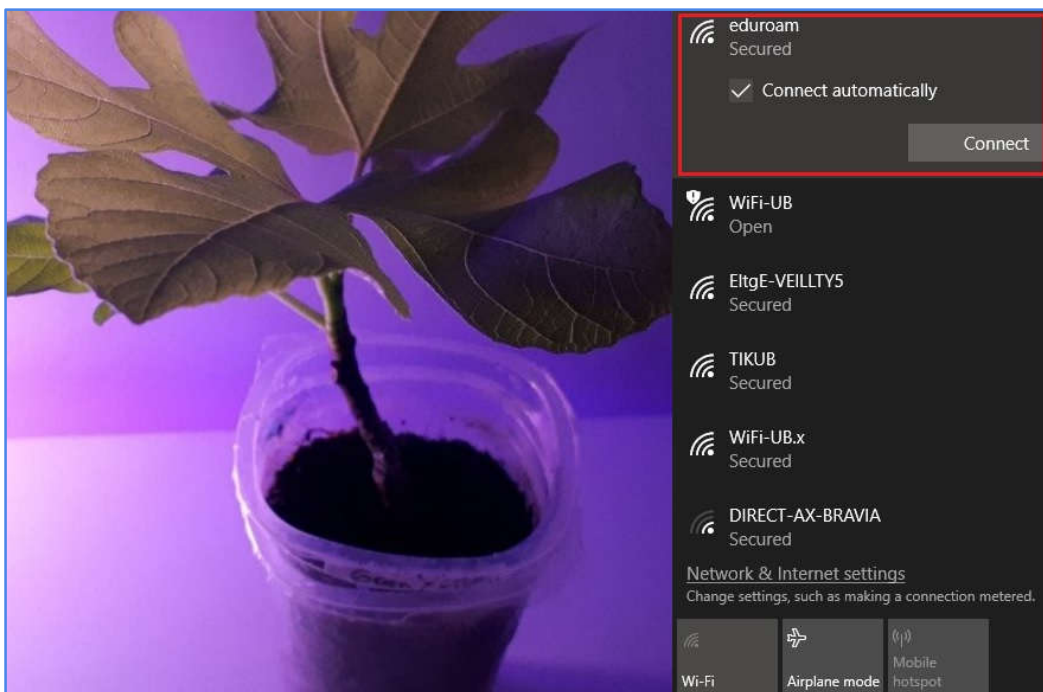 eduroam
Secured
Connect automatically
Connect
WiFi-UB
Open
EltgE-VEILLTY5
Secured
TIKUB
Secured
WiFi-UB.x
Secured
DIRECT-AX-BRAVIA
Secured
Network & Internet settings
Change settings, such as making a connection metered.
Wi-Fi
Airplane mode
Mobile
hotspot